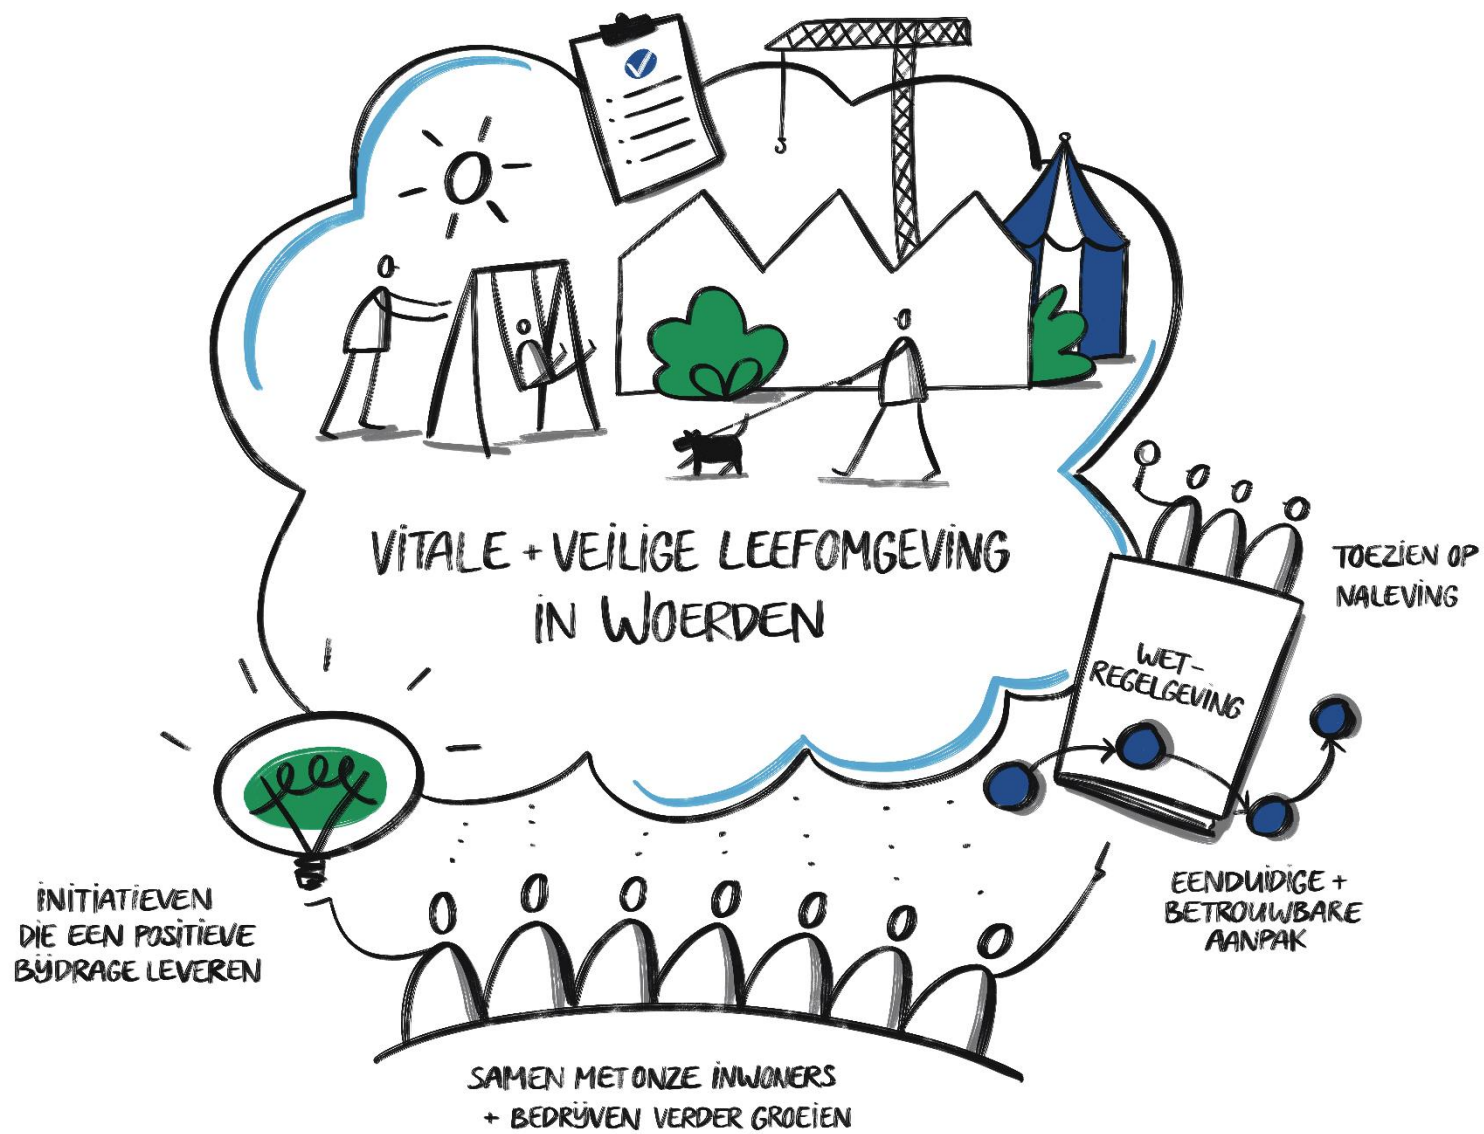 VITALE + VEILIGE LEEFOMGEVING
IN WOERDEN
TOEZIEN OP
NALEVING
WET-
REGELGEVING
EENDUIDIGE +
BETROUWBARE
AANPAK
INITIATIEVEN
DIE EEN POSITIEVE
BIJDRAGE LEVEREN
SAMEN MET ONZE INWONERS
+ BEDRIJVEN VERDER GROEIEN